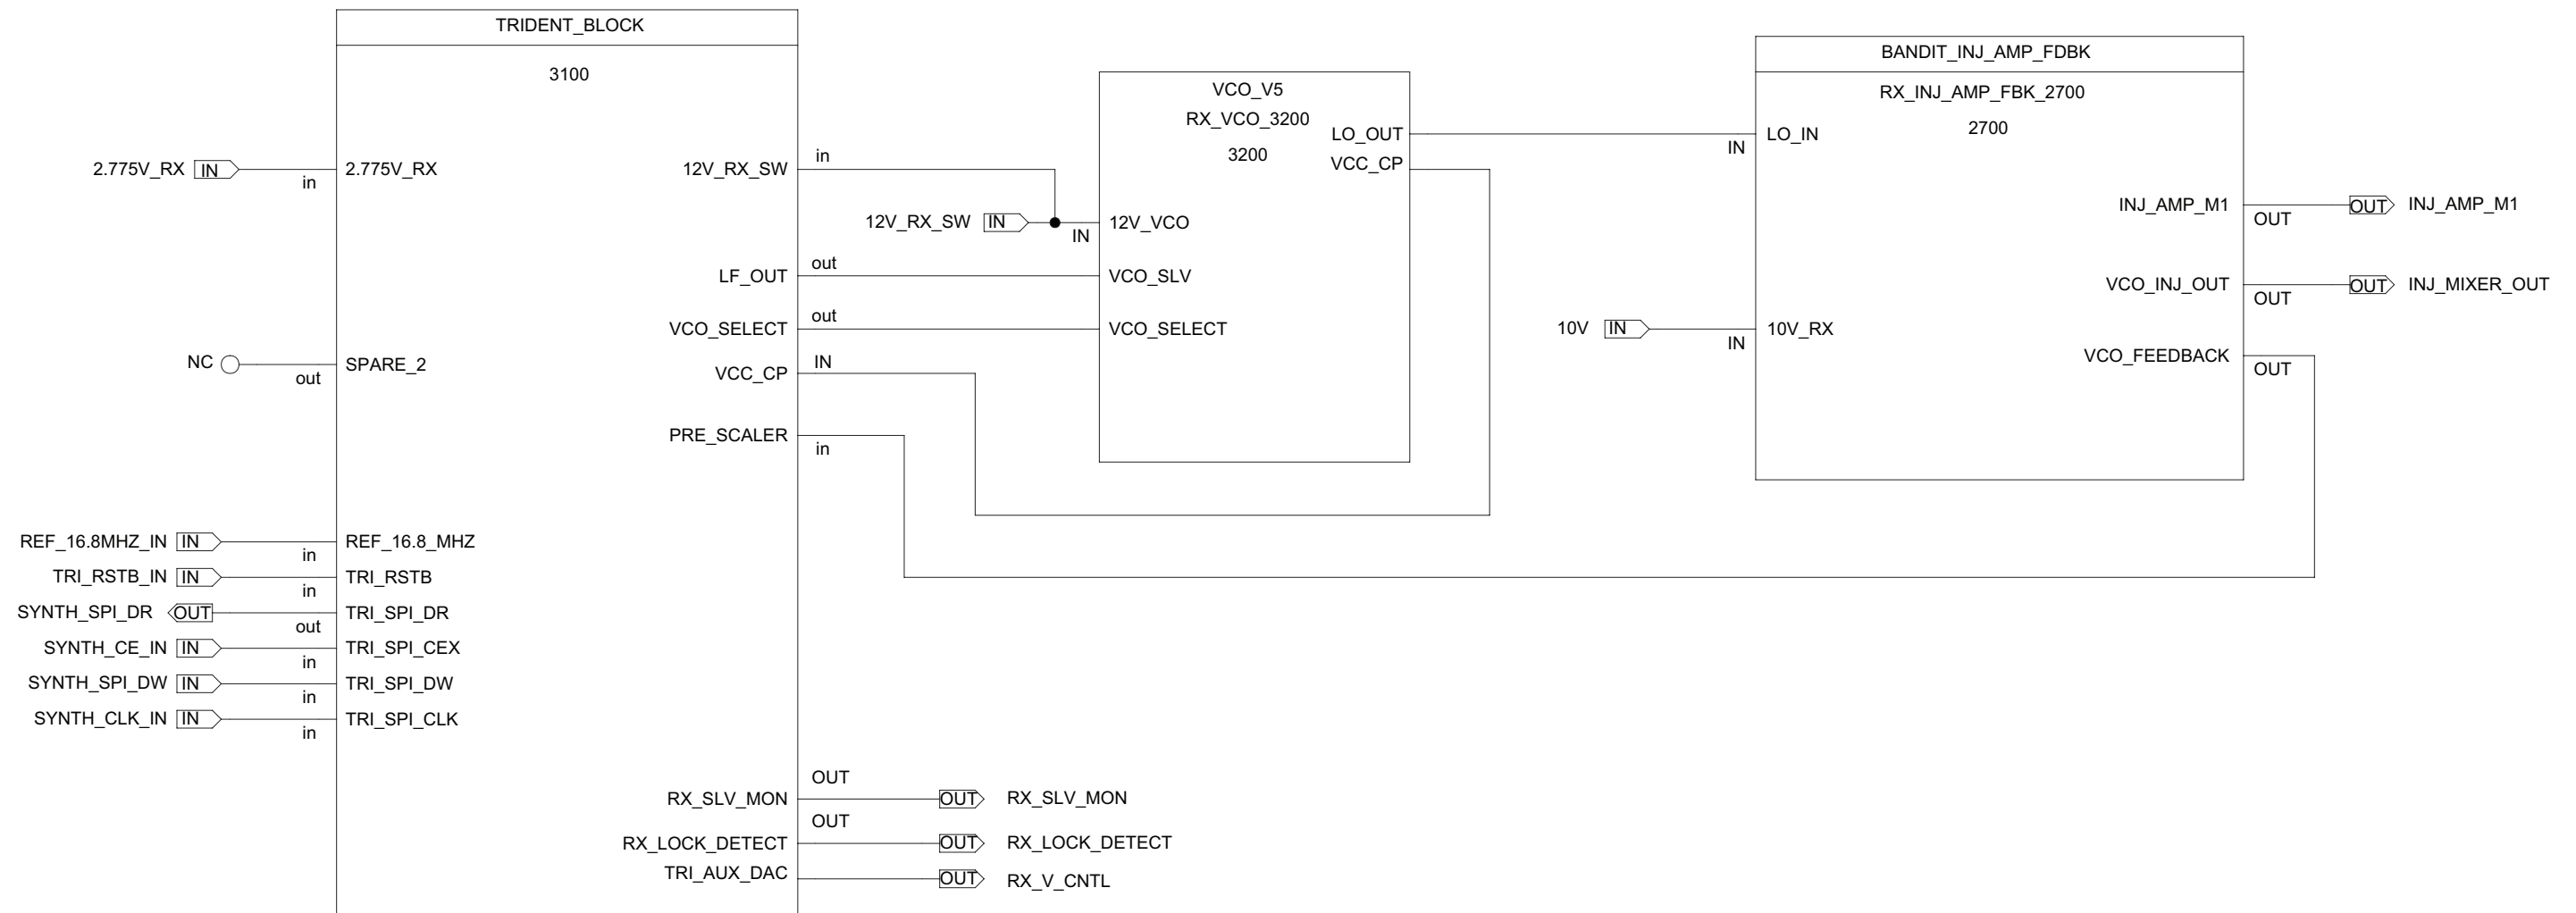 TRIDENT_BLOCK
3100
2.775V_RX IN in 2.775V_RX
12V_RX_SW in
LF_OUT out
VCO_SELECT out
NC out SPARE_2
VCC_CP IN
PRE_SCALER in
REF_16.8MHZ_IN IN in REF_16.8_MHZ
TRI_RSTB_IN IN in TRI_RSTB
SYNTH_SPI_DR OUT out TRI_SPI_DR
SYNTH_CE_IN IN in TRI_SPI_CEX
SYNTH_SPI_DW IN in TRI_SPI_DW
SYNTH_CLK_IN IN in TRI_SPI_CLK
RX_SLV_MON OUT OUT RX_SLV_MON
RX_LOCK_DETECT OUT OUT RX_LOCK_DETECT
TRI_AUX_DAC OUT RX_V_CNTL
VCO_V5
RX_VCO_3200
3200
LO_OUT
VCC_CP
12V_RX_SW IN IN 12V_VCO
VCO_SLV
VCO_SELECT
BANDIT_INJ_AMP_FDBK
RX_INJ_AMP_FBK_2700
2700
IN LO_IN
INJ_AMP_M1 OUT OUT INJ_AMP_M1
VCO_INJ_OUT OUT OUT INJ_MIXER_OUT
10V IN IN 10V_RX
VCO_FEEDBACK OUT